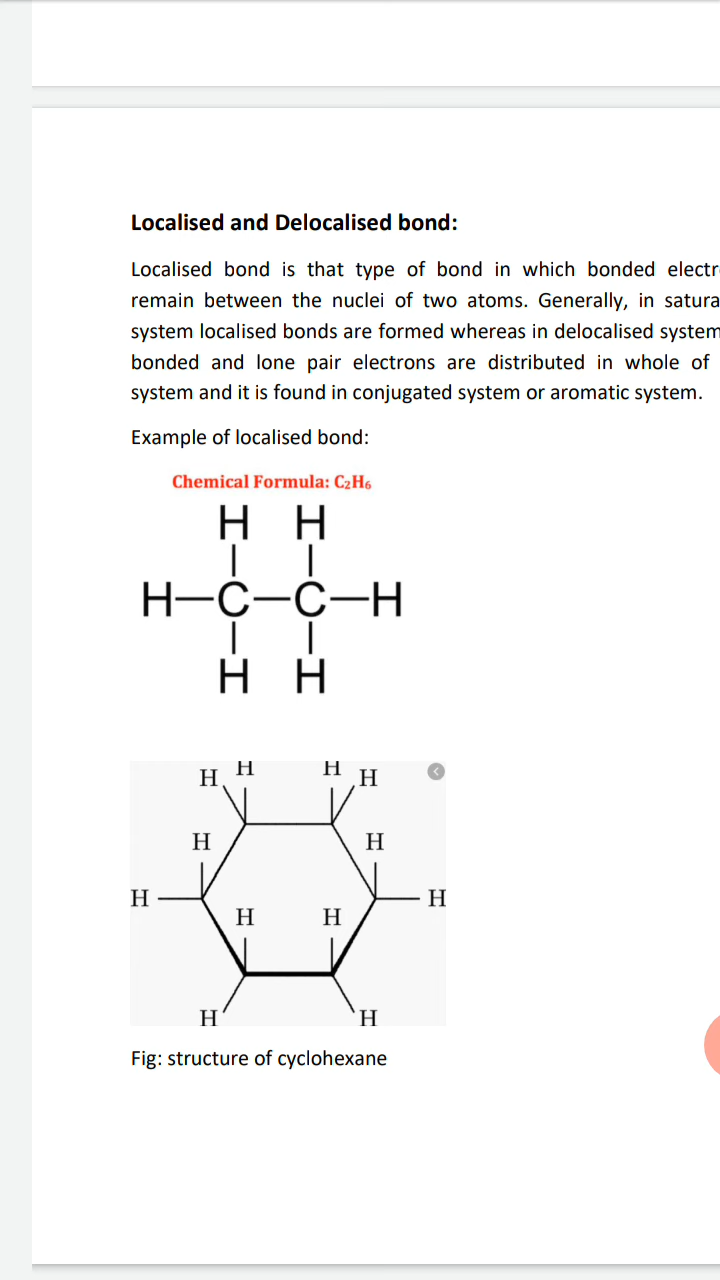 Localised and Delocalised bond:
Localised bond is that type of bond in which bonded electr
remain between the nuclei of two atoms. Generally, in satura
system localised bonds are formed whereas in delocalised system
bonded and lone pair electrons are distributed in whole of
system and it is found in conjugated system or aromatic system.
Example of localised bond:
Chemical Formula: C₂H₆
H H
H-C-C-H
H H
H H H H
H H
H H
H H
H H
Fig: structure of cyclohexane